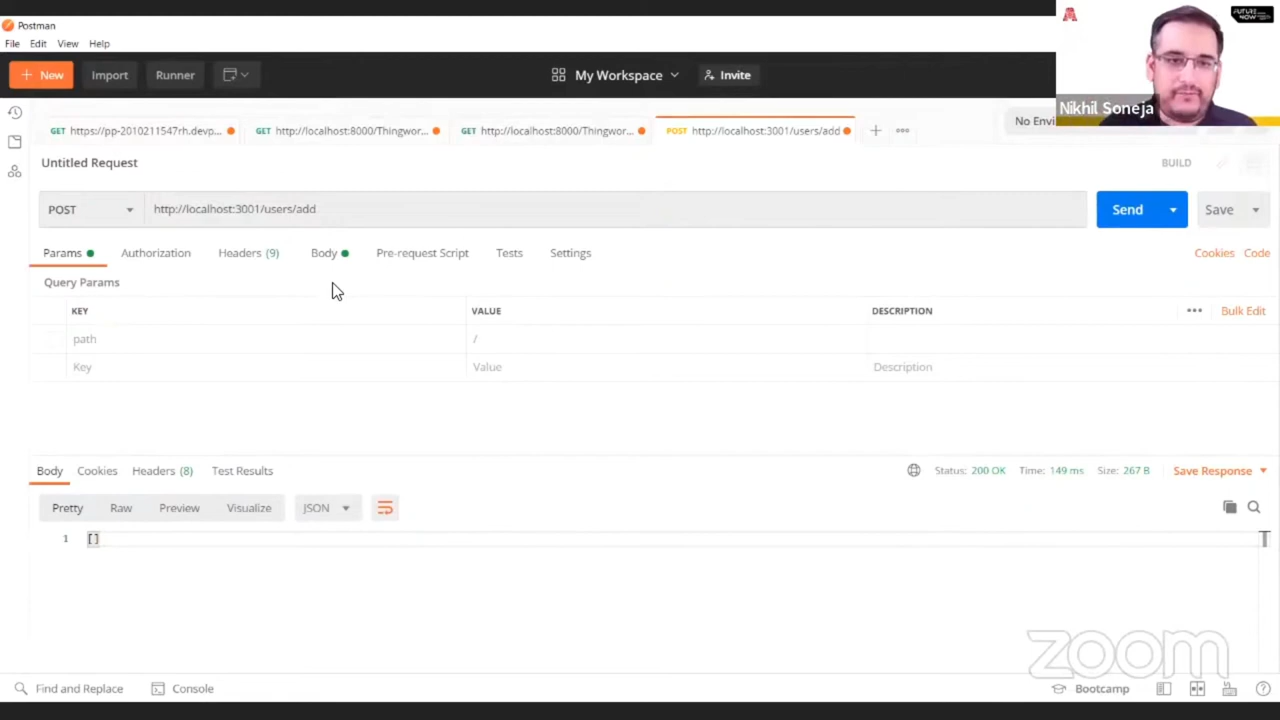 Postman
File Edit View Help
+ New Import Runner My Workspace Invite
FUTURE NOW
Nikhil Soneja
GET https://pp-2010211547rh.devp... GET http://localhost:8000/Thingwor... GET http://localhost:8000/Thingwor... POST http://localhost:3001/users/add + ••• No Envi
Untitled Request BUILD
POST http://localhost:3001/users/add Send Save
Params Authorization Headers (9) Body Pre-request Script Tests Settings Cookies Code
Query Params
KEY VALUE DESCRIPTION ••• Bulk Edit
path /
Key Value Description
Body Cookies Headers (8) Test Results Status: 200 OK Time: 149 ms Size: 267 B Save Response
Pretty Raw Preview Visualize JSON
1 []
zoom
Find and Replace Console Bootcamp